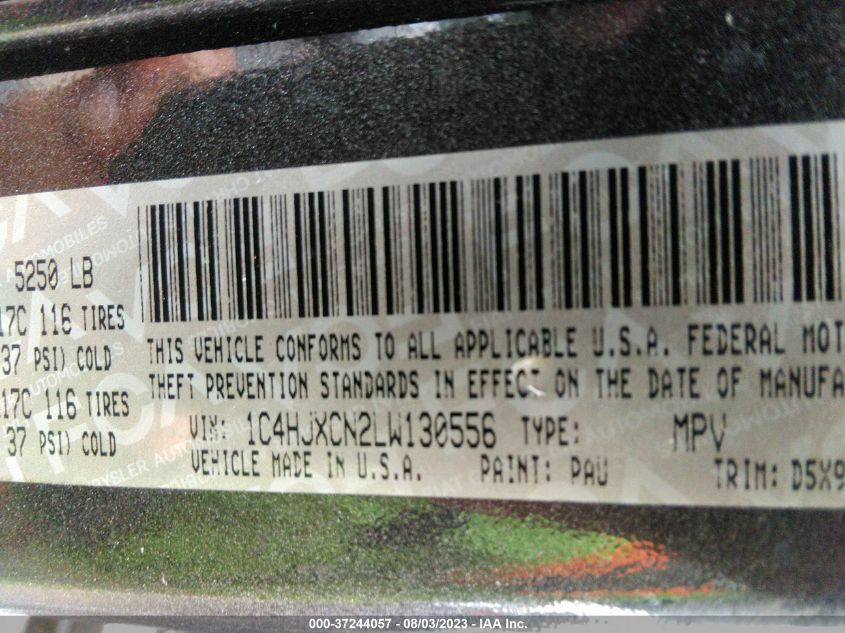 5250 LB
17C 116 TIRES
37 PSI) COLD
17C 116 TIRES
37 PSI) COLD
THIS VEHICLE CONFORMS TO ALL APPLICABLE U.S.A. FEDERAL MOT
THEFT PREVENTION STANDARDS IN EFFECT ON THE DATE OF MANUFA
VIN: 1C4HJXCN2LW130556 TYPE: MPV
VEHICLE MADE IN U.S.A. PAINT: PAU TRIM: D5X9
000-37244057 - 08/03/2023 - IAA Inc.